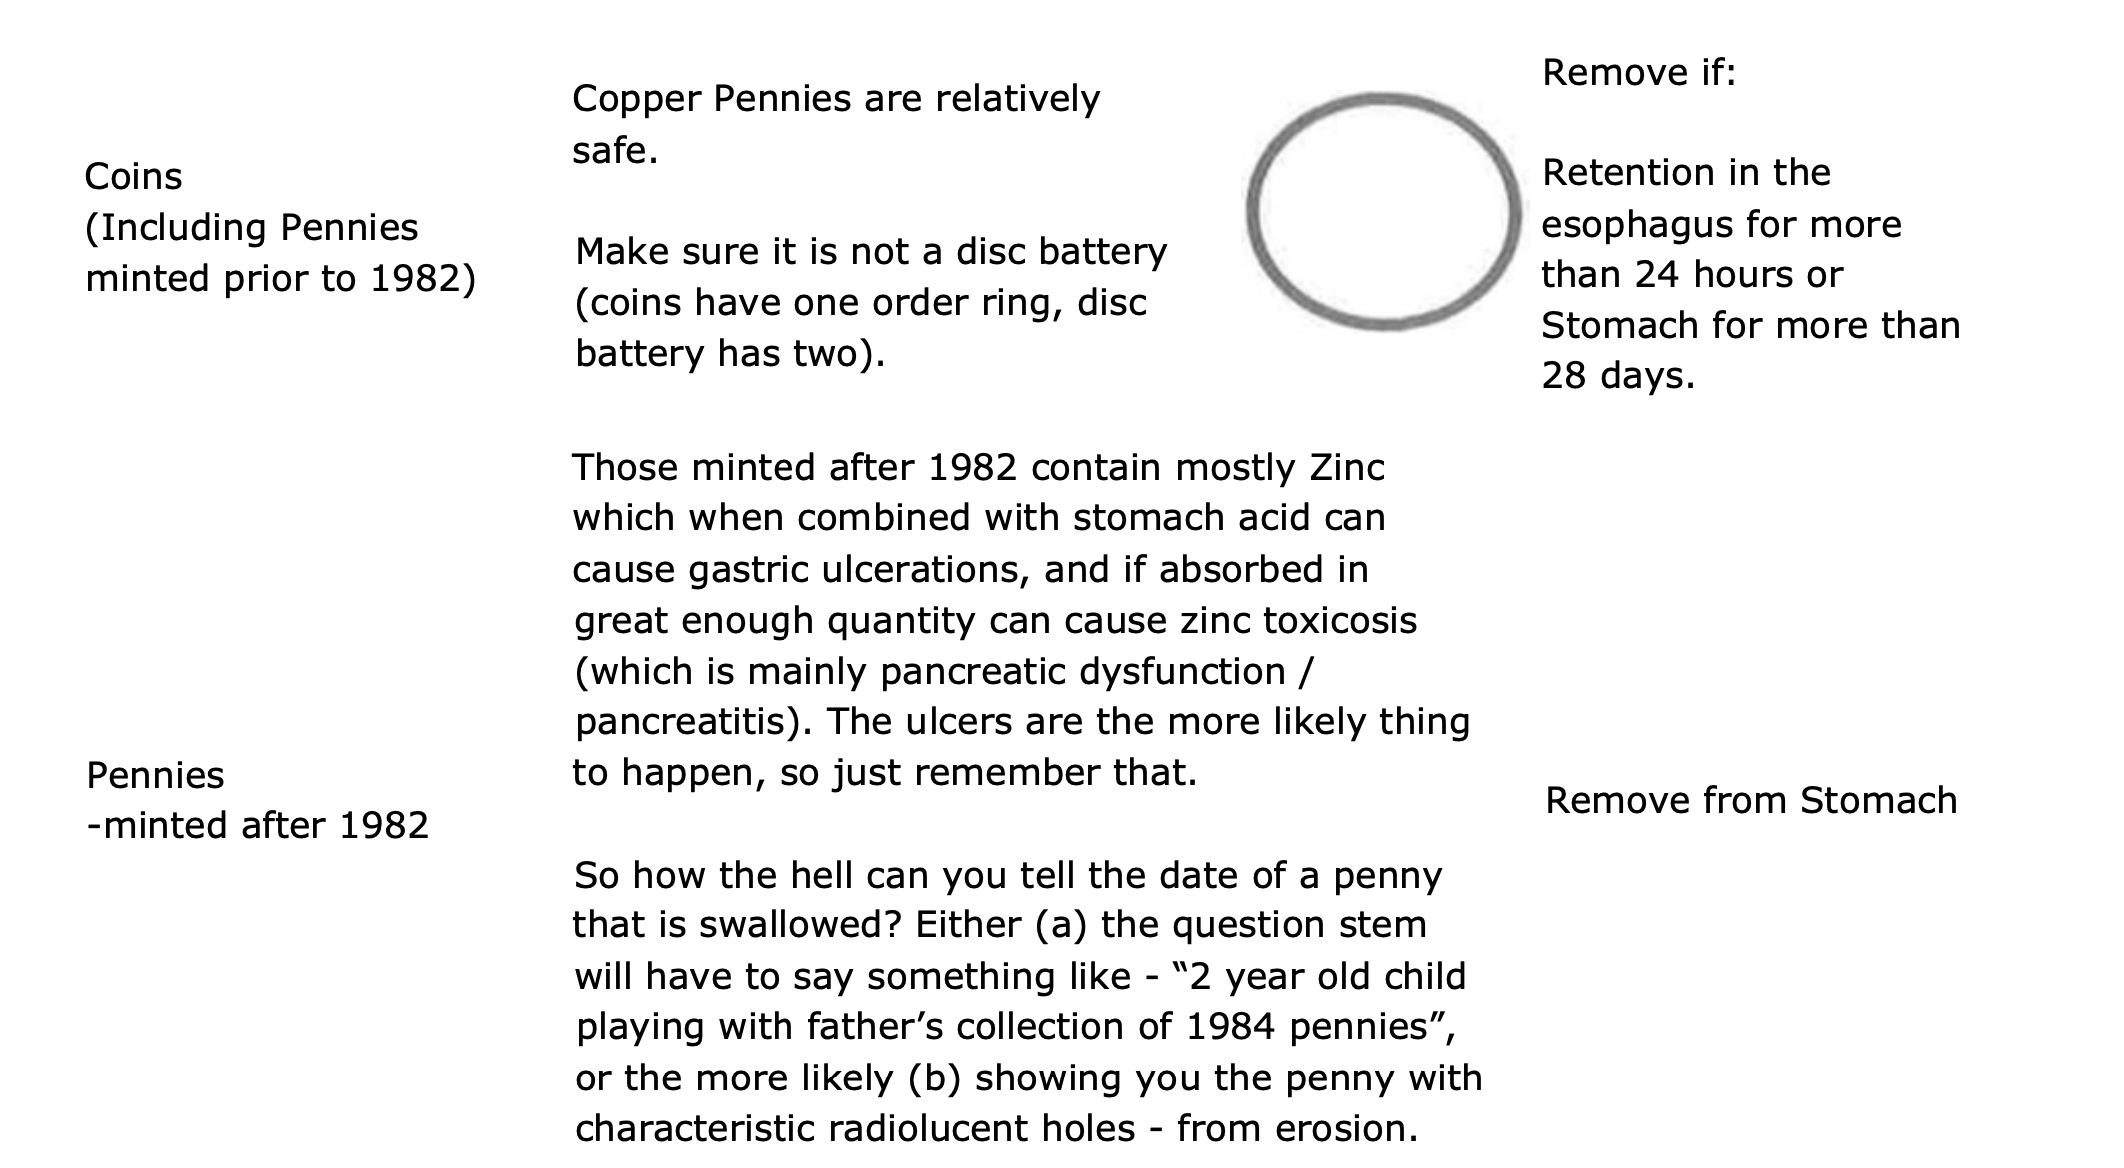 Coins
(Including Pennies
minted prior to 1982)
Copper Pennies are relatively
safe.
Make sure it is not a disc battery
(coins have one order ring, disc
battery has two).
Remove if:
Retention in the
esophagus for more
than 24 hours or
Stomach for more than
28 days.
Pennies
-minted after 1982
Those minted after 1982 contain mostly Zinc
which when combined with stomach acid can
cause gastric ulcerations, and if absorbed in
great enough quantity can cause zinc toxicosis
(which is mainly pancreatic dysfunction /
pancreatitis). The ulcers are the more likely thing
to happen, so just remember that.
So how the hell can you tell the date of a penny
that is swallowed? Either (a) the question stem
will have to say something like - “2 year old child
playing with father’s collection of 1984 pennies”,
or the more likely (b) showing you the penny with
characteristic radiolucent holes - from erosion.
Remove from Stomach